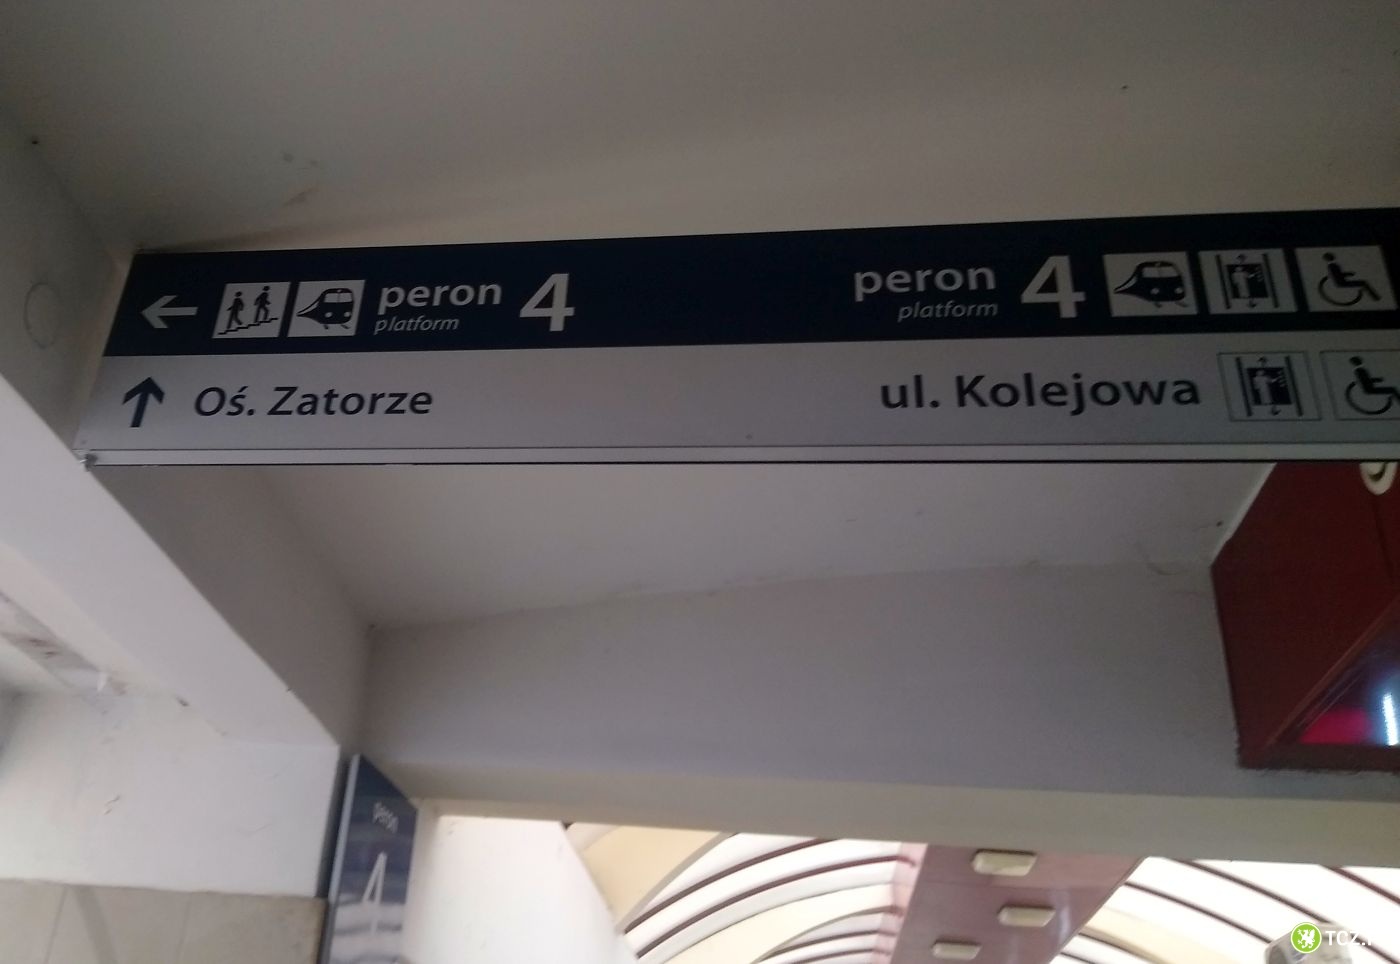 peron 4
platform
peron 4
platform
Oś. Zatorze
ul. Kolejowa
peron
4